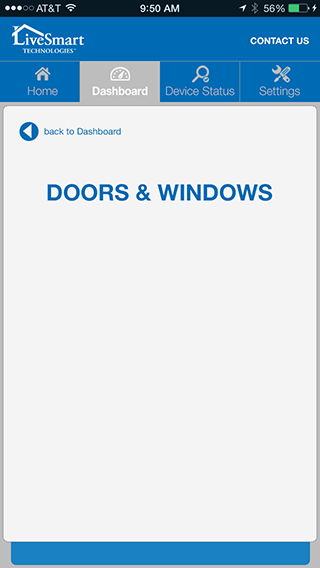 AT&T 9:50 AM 56%
LiveSmart
TECHNOLOGIES™
CONTACT US
Home Dashboard Device Status Settings
back to Dashboard
DOORS & WINDOWS